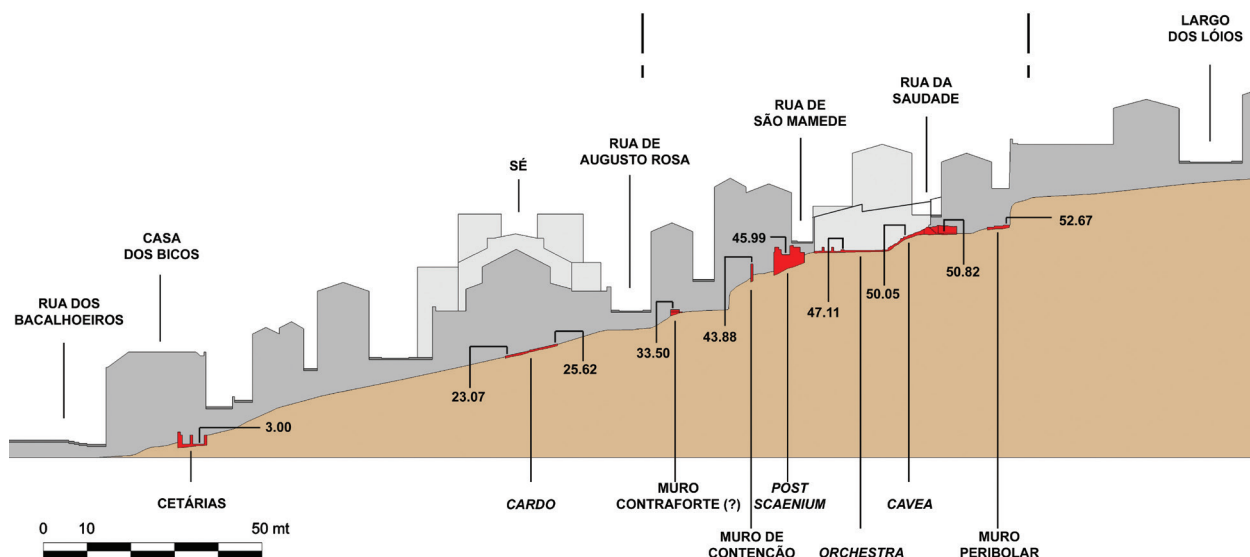 LARGO
DOS LÓIOS
RUA DA
SAUDADE
RUA DE
SÃO MAMEDE
RUA DE
AUGUSTO ROSA
SÉ
CASA
DOS BICOS
RUA DOS
BACALHOEIROS
52.67
45.99
50.82
50.05
47.11
43.88
33.50
25.62
23.07
3.00
CETÁRIAS
CARDO
MURO
CONTRAFORTE (?)
POST
SCAENIUM
CAVEA
MURO DE
CONTENÇÃO
ORCHESTRA
MURO
PERIBOLAR
0 10 50 mt